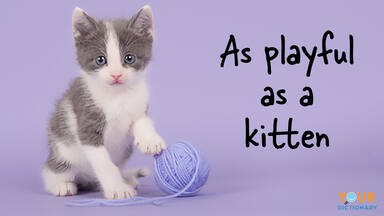 As playful
as a
kitten
YOUR
DICTIONARY